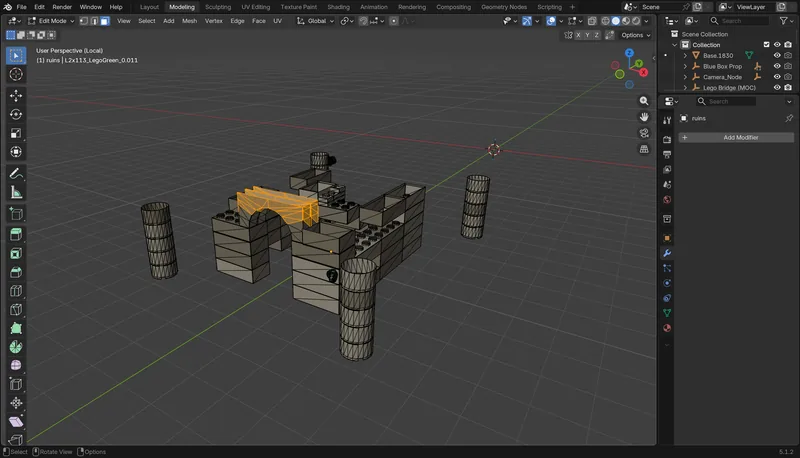 File Edit Render Window Help Layout Modeling Sculpting UV Editing Texture Paint Shading Animation Rendering Compositing Geometry Nodes Scripting + Scene ViewLayer
Edit Mode View Select Add Mesh Vertex Edge Face UV Global Search
X Y Z Options
User Perspective (Local)
(1) ruins | L2x113_LegoGreen_0.011
Z
Y
X
Scene Collection
Collection
Base.1830
Blue Box Prop
Camera_Node
Lego Bridge (MOC)
Search
ruins
+ Add Modifier
Select Rotate View Options 5.1.2